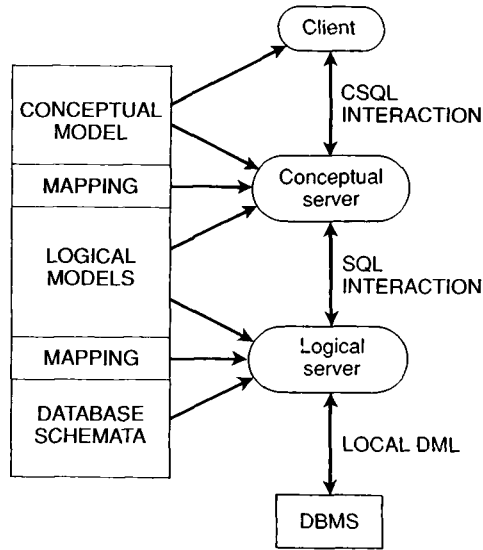 Client
CSQL
INTERACTION
CONCEPTUAL
MODEL
MAPPING
Conceptual
server
LOGICAL
MODELS
SQL
INTERACTION
MAPPING
Logical
server
DATABASE
SCHEMATA
LOCAL DML
DBMS